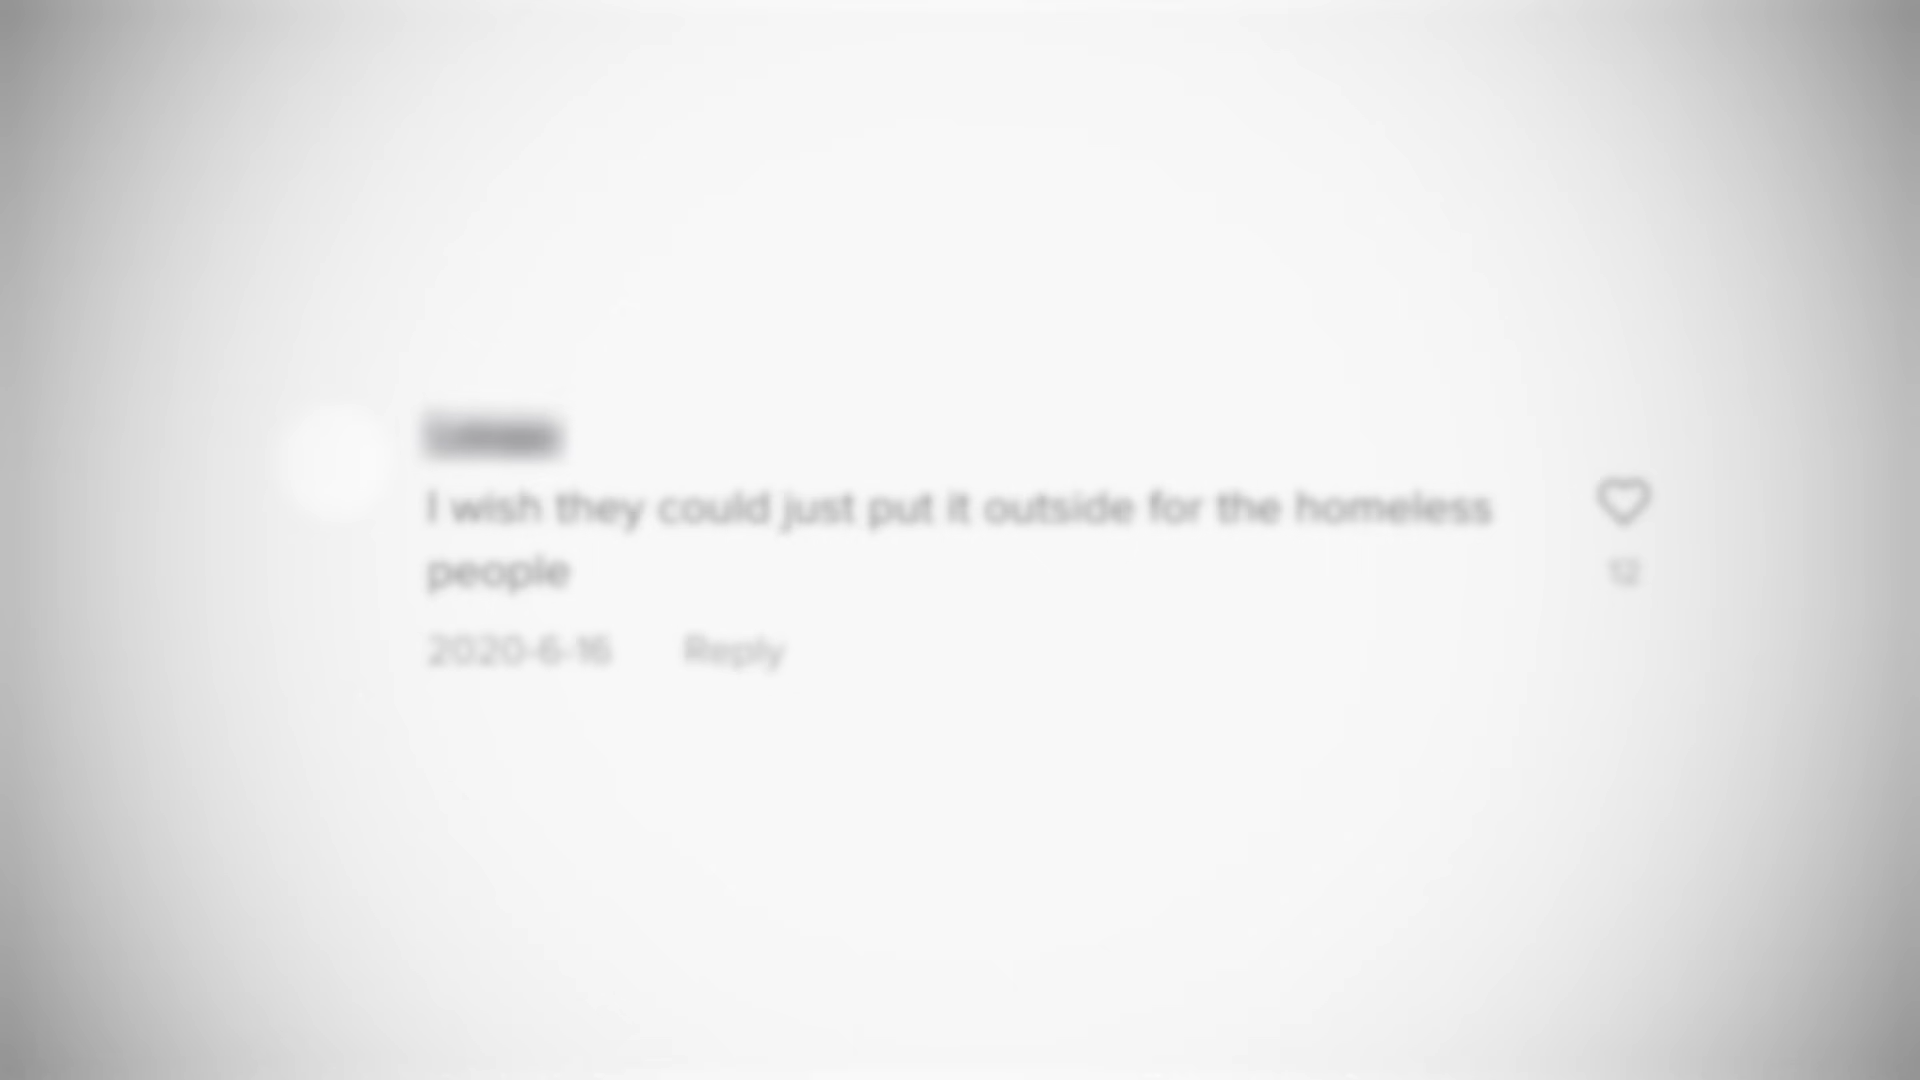 I wish they could just put it outside for the homeless
people
12
2020-6-16 Reply